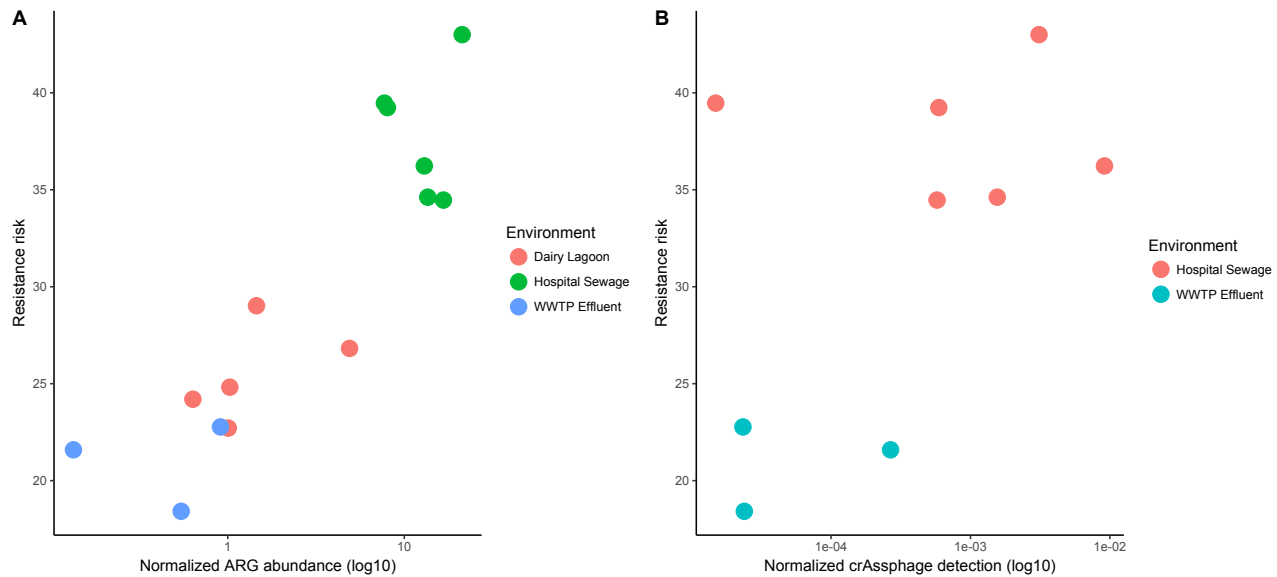 A
40
35
30
25
20
Resistance risk
1
10
Normalized ARG abundance (log10)
Environment
Dairy Lagoon
Hospital Sewage
WWTP Effluent
B
40
35
30
25
20
Resistance risk
1e-04
1e-03
1e-02
Normalized crAssphage detection (log10)
Environment
Hospital Sewage
WWTP Effluent